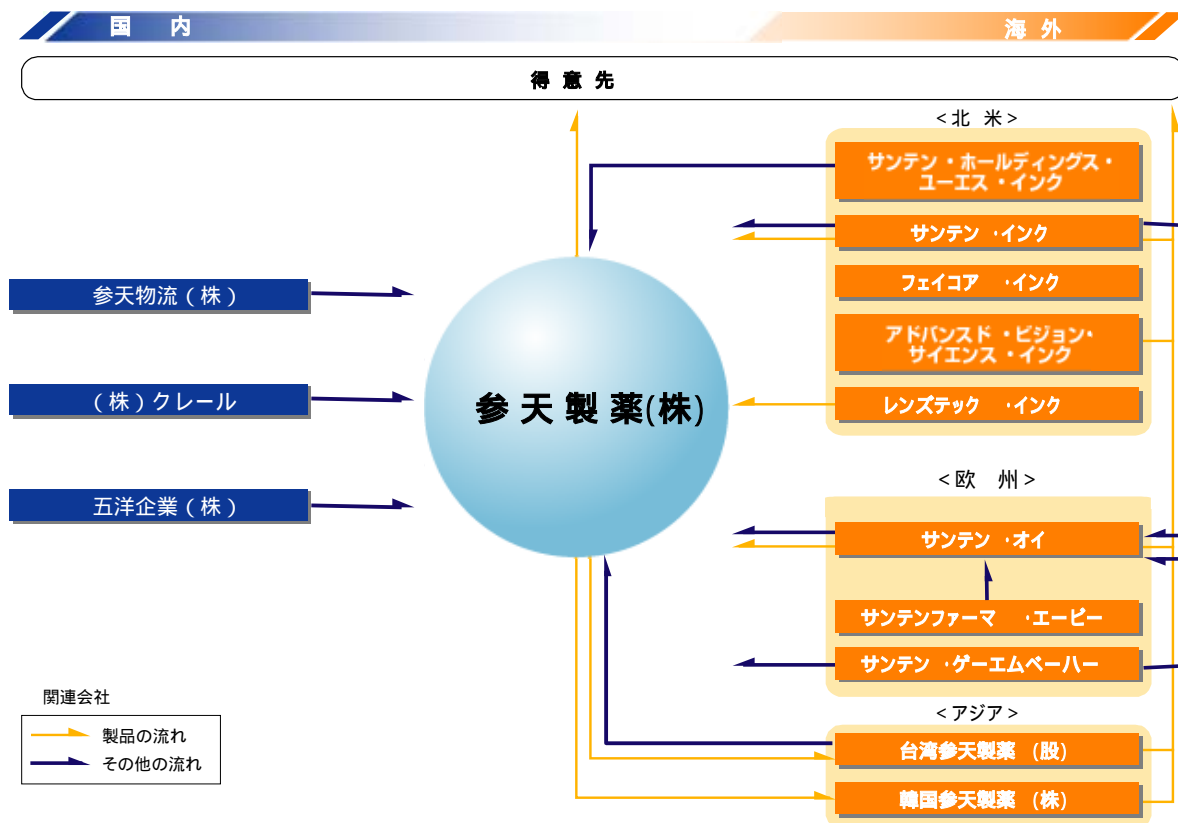 国 内
海 外
得 意 先
<北 米>
サンテン・ホールディングス・
ユーエス・インク
サンテン ・インク
フェイコア ・インク
アドバンスド・ビジョン・
サイエンス・インク
レンズテック ・インク
参天物流(株)
(株)クレール
五洋企業(株)
参天製薬(株)
<欧 州>
サンテン ・オイ
サンテンファーマ ・エービー
サンテン ・ゲーエムベーハー
<アジア>
台湾参天製薬 (股)
韓国参天製薬 (株)
関連会社
製品の流れ
その他の流れ